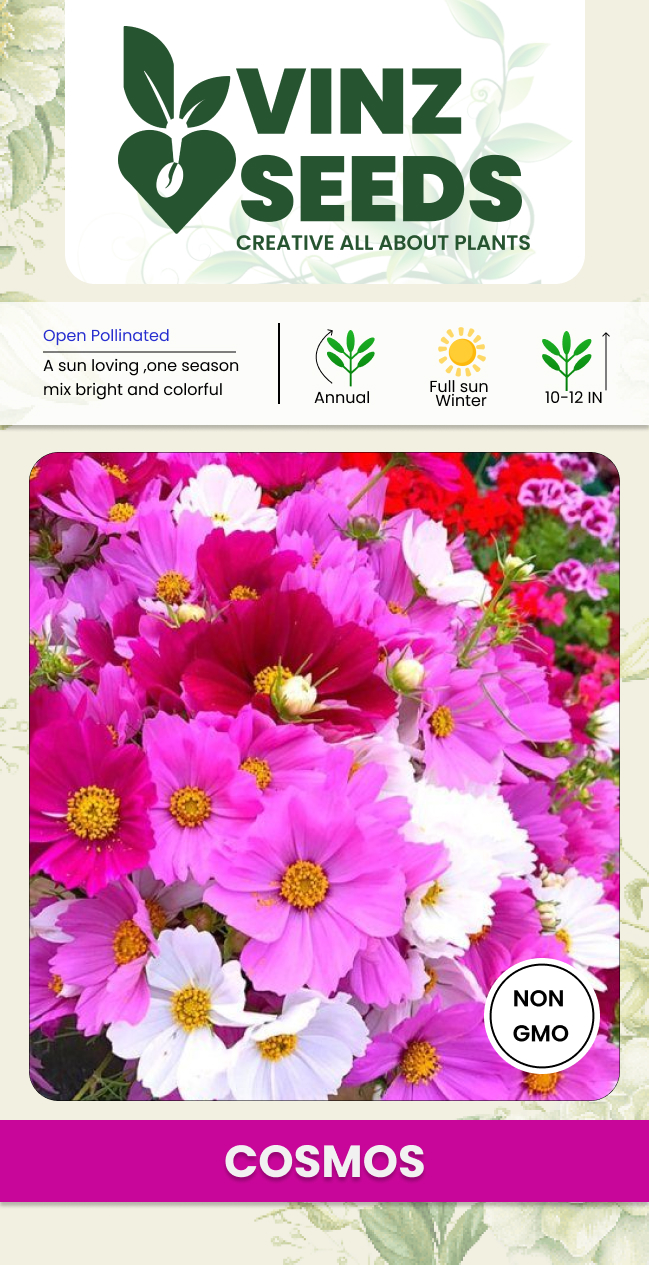 VINZ
SEEDS
CREATIVE ALL ABOUT PLANTS
Open Pollinated
A sun loving ,one season
mix bright and colorful
Annual
Full sun
Winter
10-12 IN
NON
GMO
COSMOS